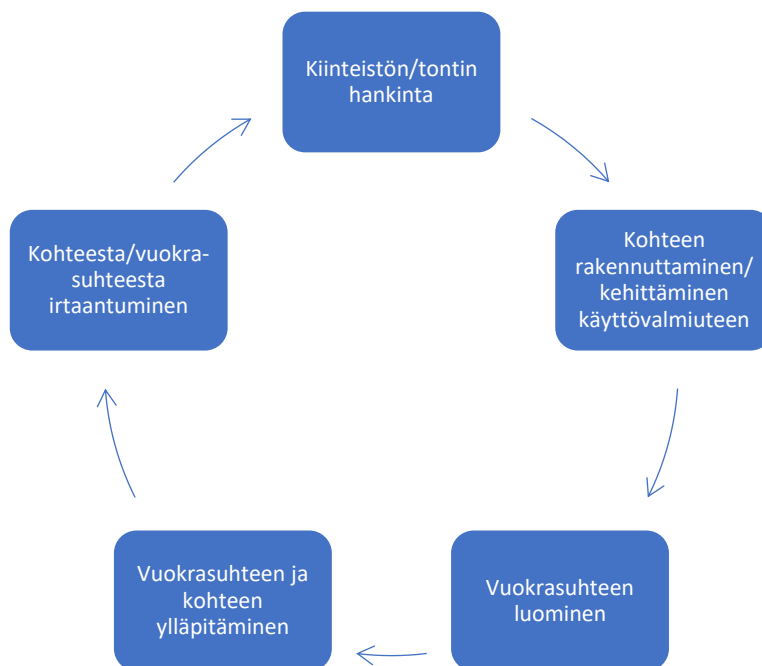 Kiinteistön/tontin
hankinta
Kohteen
rakennuttaminen/
kehittäminen
käyttövalmiuteen
Vuokrasuhteen
luominen
Vuokrasuhteen ja
kohteen
ylläpitäminen
Kohteesta/vuokra-
suhteesta
irtaantuminen